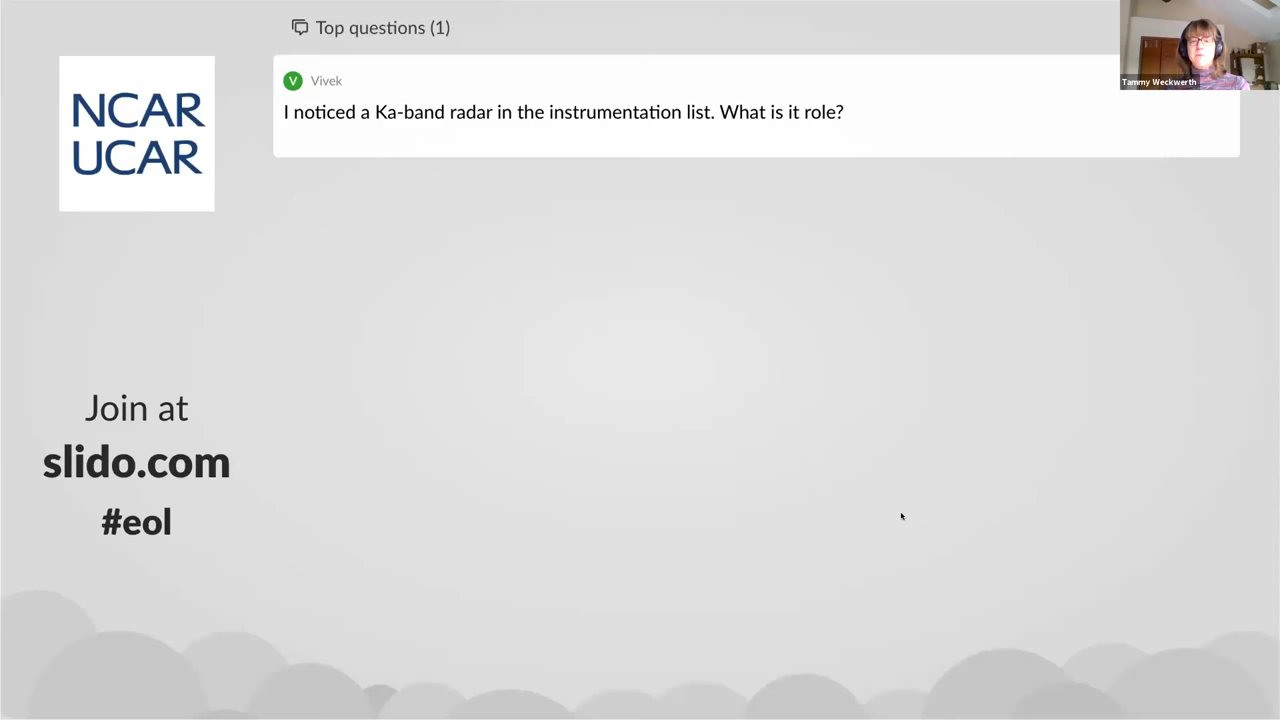 Top questions (1)
V Vivek
I noticed a Ka-band radar in the instrumentation list. What is it role?
Tammy Weckwerth
NCAR
UCAR
Join at
slido.com
#eol